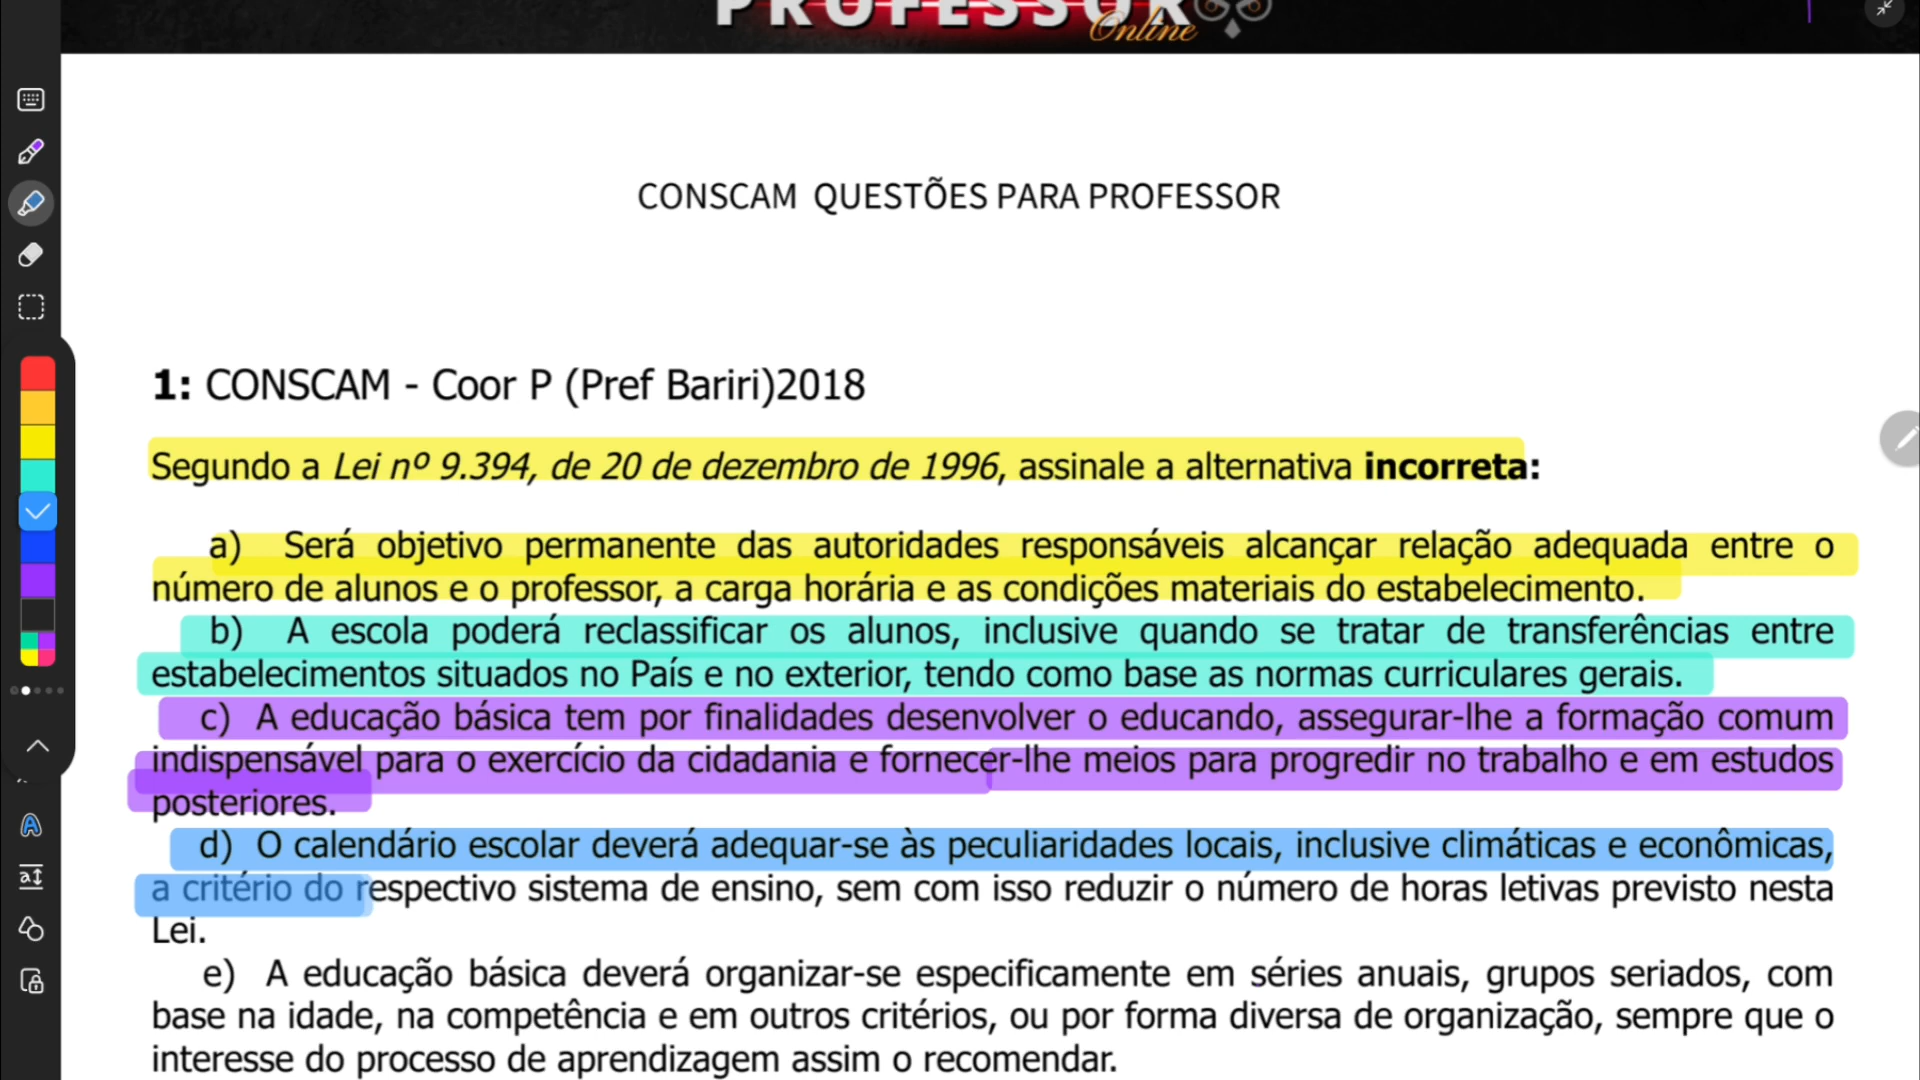 PROFESSOR
Online
CONSCAM QUESTÕES PARA PROFESSOR
1: CONSCAM - Coor P (Pref Bariri)2018
Segundo a Lei nº 9.394, de 20 de dezembro de 1996, assinale a alternativa incorreta:
a) Será objetivo permanente das autoridades responsáveis alcançar relação adequada entre o
número de alunos e o professor, a carga horária e as condições materiais do estabelecimento.
b) A escola poderá reclassificar os alunos, inclusive quando se tratar de transferências entre
estabelecimentos situados no País e no exterior, tendo como base as normas curriculares gerais.
c) A educação básica tem por finalidades desenvolver o educando, assegurar-lhe a formação comum
indispensável para o exercício da cidadania e fornecer-lhe meios para progredir no trabalho e em estudos
posteriores.
d) O calendário escolar deverá adequar-se às peculiaridades locais, inclusive climáticas e econômicas,
a critério do respectivo sistema de ensino, sem com isso reduzir o número de horas letivas previsto nesta
Lei.
e) A educação básica deverá organizar-se especificamente em séries anuais, grupos seriados, com
base na idade, na competência e em outros critérios, ou por forma diversa de organização, sempre que o
interesse do processo de aprendizagem assim o recomendar.